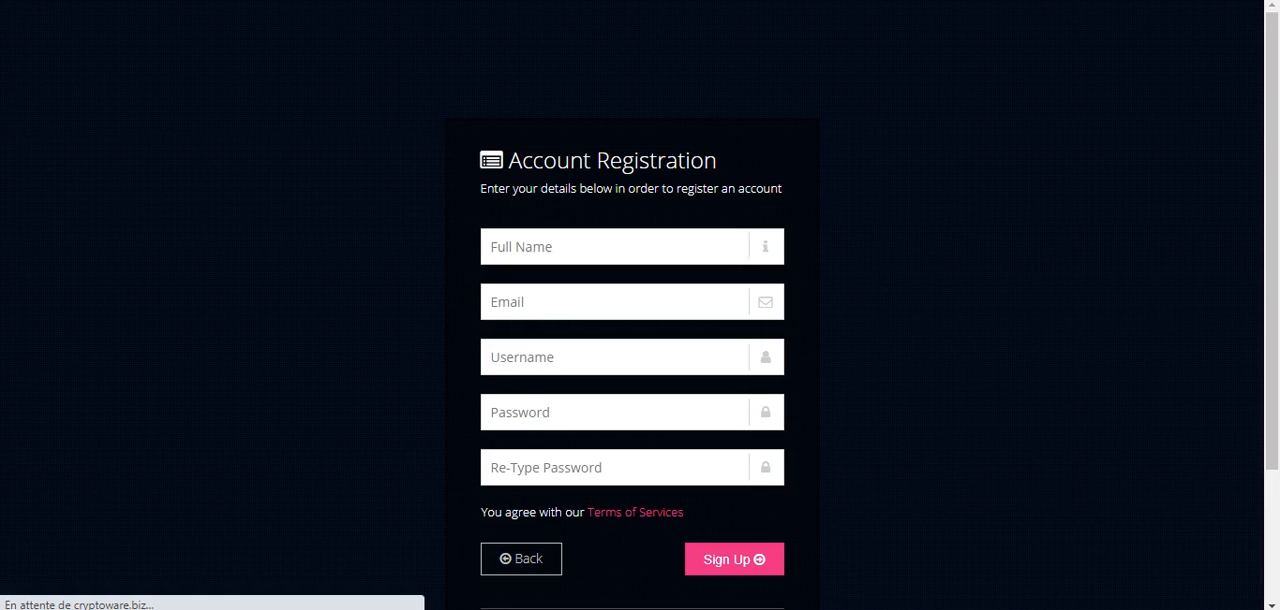 Account Registration
Enter your details below in order to register an account
Full Name
Email
Username
Password
Re-Type Password
You agree with our Terms of Services
Back
Sign Up
En attente de cryptoware.biz...